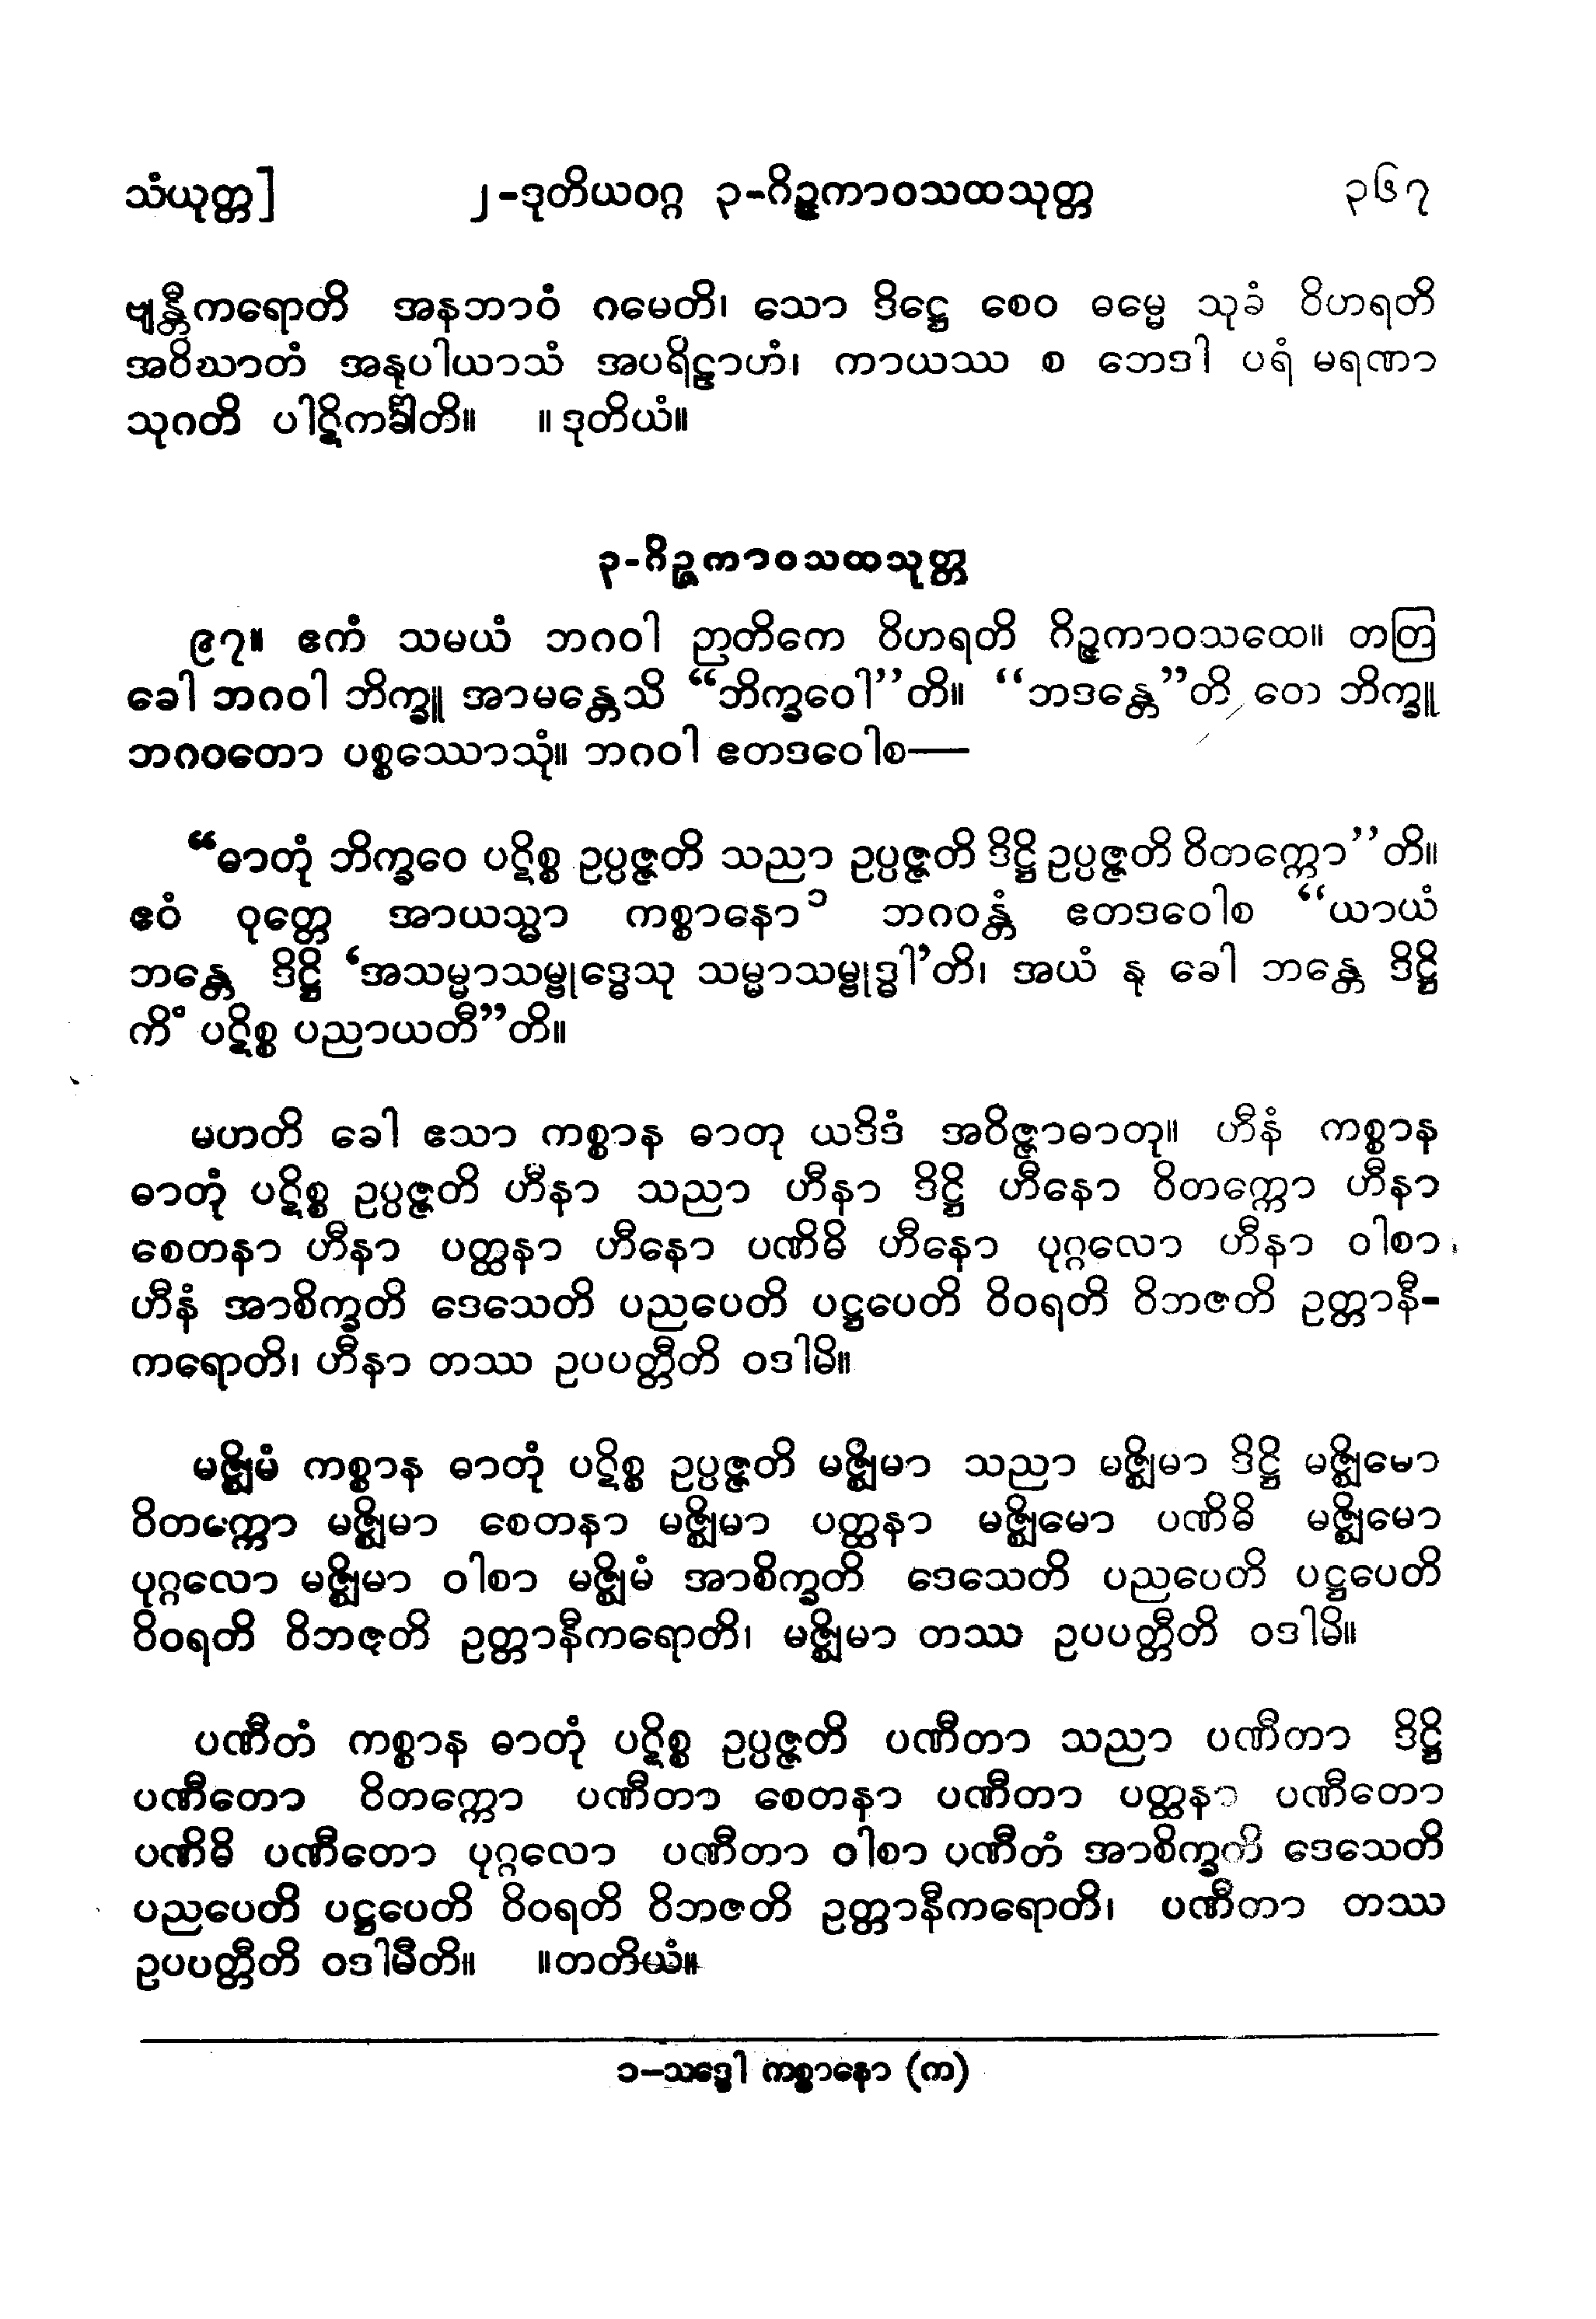 သံယုတ္တ]	၂-ဒုတိယဝဂ္ဂ ၃-ဂိဉ္ဇကာဝသထသုတ္တ	၃၆၇
ဗျန္တီကရောတိ အနဘာဝံ ဂမေတိ၊ သော ဒိဋ္ဌေ စေဝ ဓမ္မေ သုခံ ဝိဟရတိ
အဝိဃာတံ အနုပါယာသံ အပရိဠာဟံ၊ ကာယဿ စ ဘေဒါ ပရံ မရဏာ
သုဂတိ ပါဋိကင်္ခါတိ။ ။ ဒုတိယံ။
၃-ဂိဉ္ဇကာဝသထသုတ္တ
၉၇။ ဧကံ သမယံ ဘဂဝါ ဉာတိကေ ဝိဟရတိ ဂိဉ္ဇကာဝသထေ။ တတြ
ခေါ ဘဂဝါ ဘိက္ခူ အာမန္တေသိ “ဘိက္ခဝေါ”တိ။ “ဘဒန္တေ”တိ တေ ဘိက္ခူ
ဘဂဝတော ပစ္စဿောသုံ။ ဘဂဝါ ဧတဒဝေါစ—
“ဓာတုံ ဘိက္ခဝေ ပဋိစ္စ ဥပ္ပဇ္ဇတိ သညာ ဥပ္ပဇ္ဇတိ ဒိဋ္ဌိ ဥပ္ပဇ္ဇတိ ဝိတက္ကော”တိ။
ဧဝံ ဝုတ္တေ အာယသ္မာ ကစ္စာနော၁ ဘဂဝန္တံ ဧတဒဝေါစ “ယာယံ
ဘန္တေ ဒိဋ္ဌိ ‘အသမ္မာသမ္ဗုဒ္ဓေသု သမ္မာသမ္ဗုဒ္ဓါ’တိ၊ အယံ နု ခေါ ဘန္တေ ဒိဋ္ဌိ
ကိံ ပဋိစ္စ ပညာယတီ”တိ။
မဟတိ ခေါ ဧသာ ကစ္စာန ဓာတု ယဒိဒံ အဝိဇ္ဇာဓာတု။ ဟီနံ ကစ္စာန
ဓာတုံ ပဋိစ္စ ဥပ္ပဇ္ဇတိ ဟီနာ သညာ ဟီနာ ဒိဋ္ဌိ ဟီနော ဝိတက္ကော ဟီနာ
စေတနာ ဟီနာ ပတ္ထနာ ဟီနော ပဏိဓိ ဟီနော ပုဂ္ဂလော ဟီနာ ဝါစာ၊
ဟီနံ အာစိက္ခတိ ဒေသေတိ ပညပေတိ ပဋ္ဌပေတိ ဝိဝရတိ ဝိဘဇတိ ဥတ္တာနီ-
ကရောတိ၊ ဟီနာ တဿ ဥပပတ္တီတိ ဝဒါမိ။
မဇ္ဈိမံ ကစ္စာန ဓာတုံ ပဋိစ္စ ဥပ္ပဇ္ဇတိ မဇ္ဈိမာ သညာ မဇ္ဈိမာ ဒိဋ္ဌိ မဇ္ဈိမော
ဝိတက္ကော မဇ္ဈိမာ စေတနာ မဇ္ဈိမာ ပတ္ထနာ မဇ္ဈိမော ပဏိဓိ မဇ္ဈိမော
ပုဂ္ဂလော မဇ္ဈိမာ ဝါစာ မဇ္ဈိမံ အာစိက္ခတိ ဒေသေတိ ပညပေတိ ပဋ္ဌပေတိ
ဝိဝရတိ ဝိဘဇတိ ဥတ္တာနီကရောတိ၊ မဇ္ဈိမာ တဿ ဥပပတ္တီတိ ဝဒါမိ။
ပဏီတံ ကစ္စာန ဓာတုံ ပဋိစ္စ ဥပ္ပဇ္ဇတိ ပဏီတာ သညာ ပဏီတာ ဒိဋ္ဌိ
ပဏီတော ဝိတက္ကော ပဏီတာ စေတနာ ပဏီတာ ပတ္ထနာ ပဏီတော
ပဏိဓိ ပဏီတော ပုဂ္ဂလော ပဏီတာ ဝါစာ ပဏီတံ အာစိက္ခတိ ဒေသေတိ
ပညပေတိ ပဋ္ဌပေတိ ဝိဝရတိ ဝိဘဇတိ ဥတ္တာနီကရောတိ၊ ပဏီတာ တဿ
ဥပပတ္တီတိ ဝဒါမီတိ။ ။တတိယံ။
၁–သဒ္ဓေါ ကစ္စာနော (က)